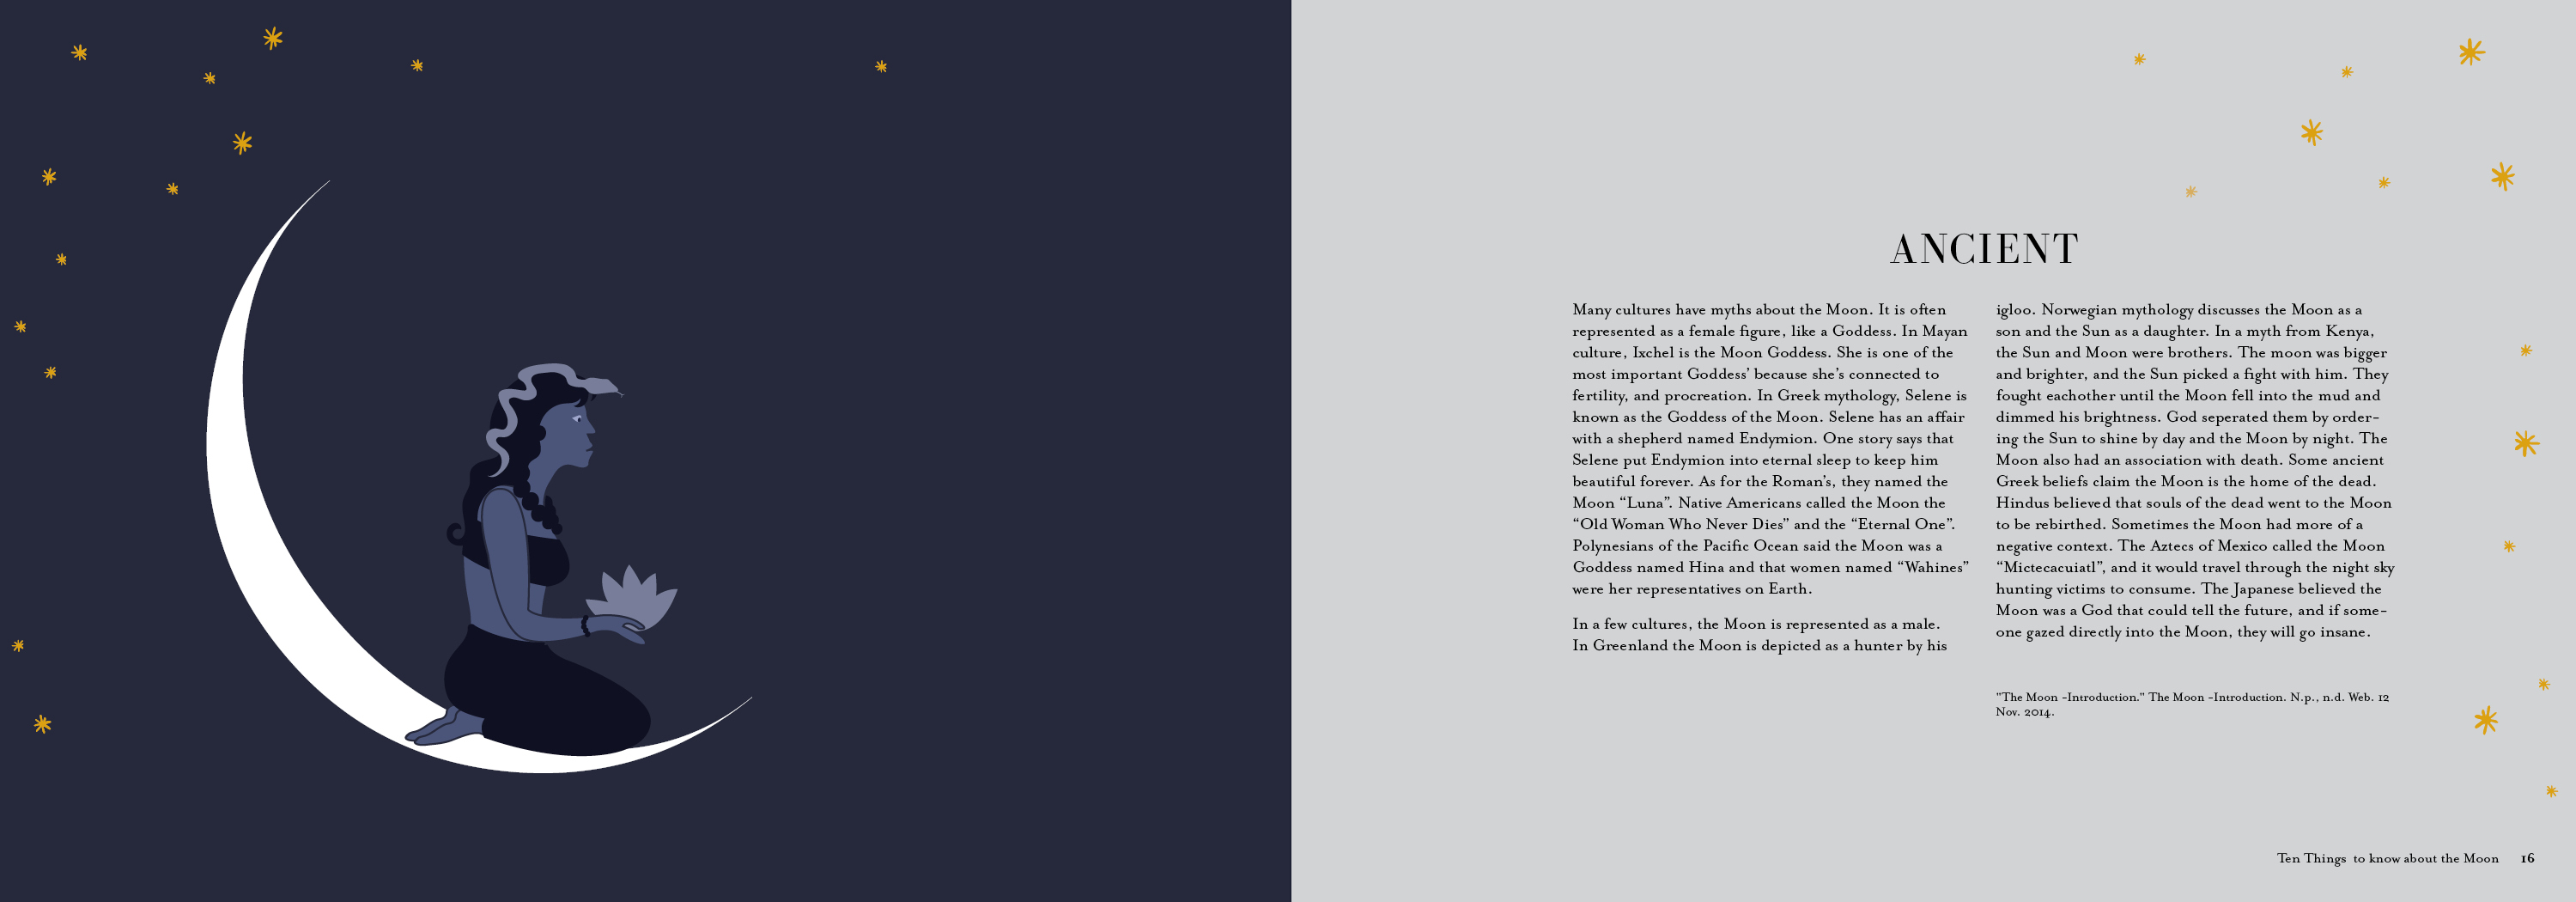 ANCIENT
Many cultures have myths about the Moon. It is often
represented as a female figure, like a Goddess. In Mayan
culture, Ixchel is the Moon Goddess. She is one of the
most important Goddess’ because she’s connected to
fertility, and procreation. In Greek mythology, Selene is
known as the Goddess of the Moon. Selene has an affair
with a shepherd named Endymion. One story says that
Selene put Endymion into eternal sleep to keep him
beautiful forever. As for the Roman’s, they named the
Moon “Luna”. Native Americans called the Moon the
“Old Woman Who Never Dies” and the “Eternal One”.
Polynesians of the Pacific Ocean said the Moon was a
Goddess named Hina and that women named “Wahines”
were her representatives on Earth.
In a few cultures, the Moon is represented as a male.
In Greenland the Moon is depicted as a hunter by his
igloo. Norwegian mythology discusses the Moon as a
son and the Sun as a daughter. In a myth from Kenya,
the Sun and Moon were brothers. The moon was bigger
and brighter, and the Sun picked a fight with him. They
fought eachother until the Moon fell into the mud and
dimmed his brightness. God seperated them by order-
ing the Sun to shine by day and the Moon by night. The
Moon also had an association with death. Some ancient
Greek beliefs claim the Moon is the home of the dead.
Hindus believed that souls of the dead went to the Moon
to be rebirthed. Sometimes the Moon had more of a
negative context. The Aztecs of Mexico called the Moon
“Mictecacuiatl”, and it would travel through the night sky
hunting victims to consume. The Japanese believed the
Moon was a God that could tell the future, and if some-
one gazed directly into the Moon, they will go insane.
"The Moon -Introduction." The Moon -Introduction. N.p., n.d. Web. 12
Nov. 2014.
Ten Things to know about the Moon 16